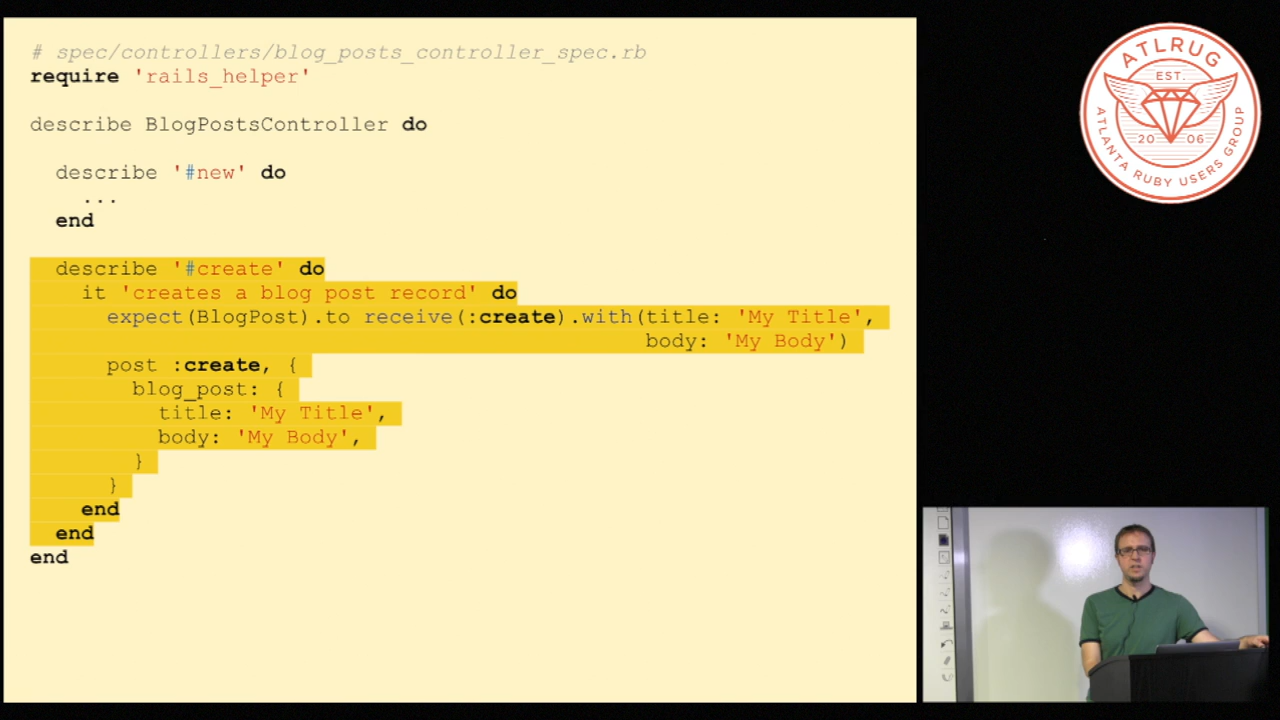 # spec/controllers/blog_posts_controller_spec.rb
require 'rails_helper'
describe BlogPostsController do
describe '#new' do
...
end
describe '#create' do
it 'creates a blog post record' do
expect(BlogPost).to receive(:create).with(title: 'My Title',
body: 'My Body')
post :create, {
blog_post: {
title: 'My Title',
body: 'My Body',
}
}
end
end
end
ATLRUG
EST.
20 06
ATLANTA RUBY USERS GROUP